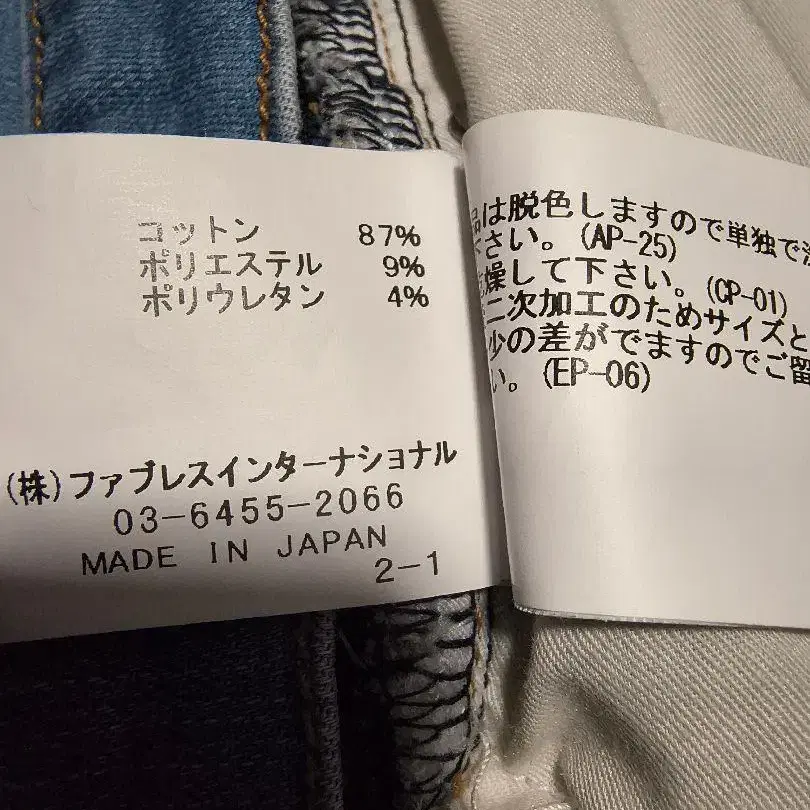 コットン 87%
ポリエステル 9%
ポリウレタン 4%
(株)ファブレスインターナショナル
03-6455-2066
MADE IN JAPAN
2-1
品は脱色しますので単独で洗
下さい。(AP-25)
乾燥して下さい。(CP-01)
二次加工のためサイズと
少の差がでますのでご留
い。(EP-06)